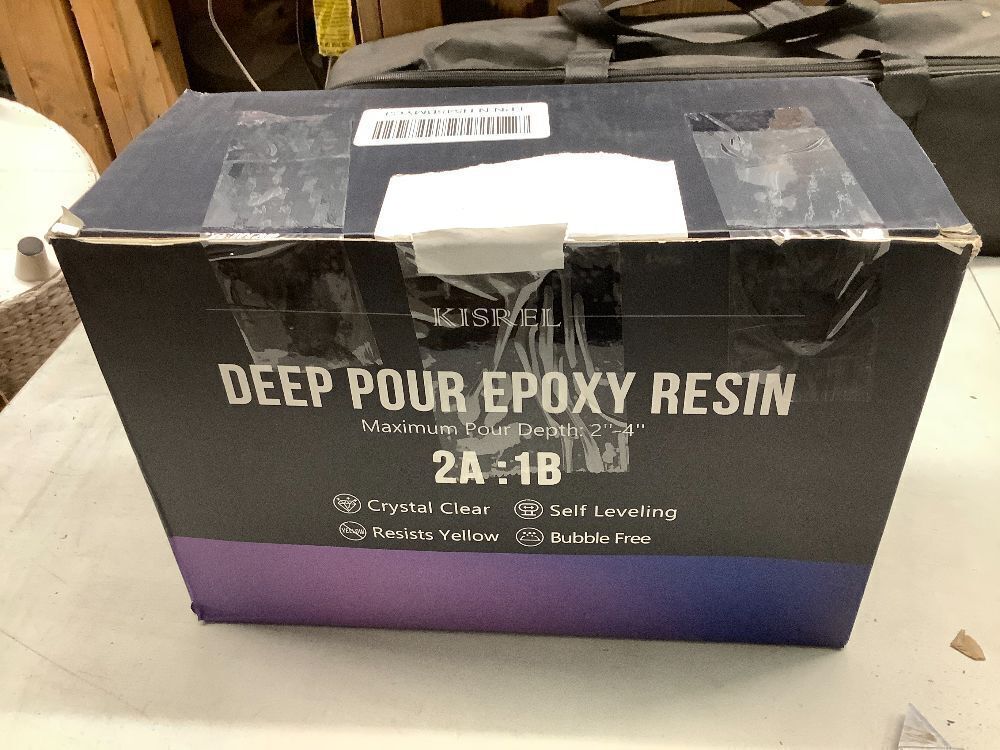 KISREL
DEEP POUR EPOXY RESIN
Maximum Pour Depth: 2''-4''
2A : 1B
Crystal Clear
Self Leveling
YELLOW
Resists Yellow
Bubble Free